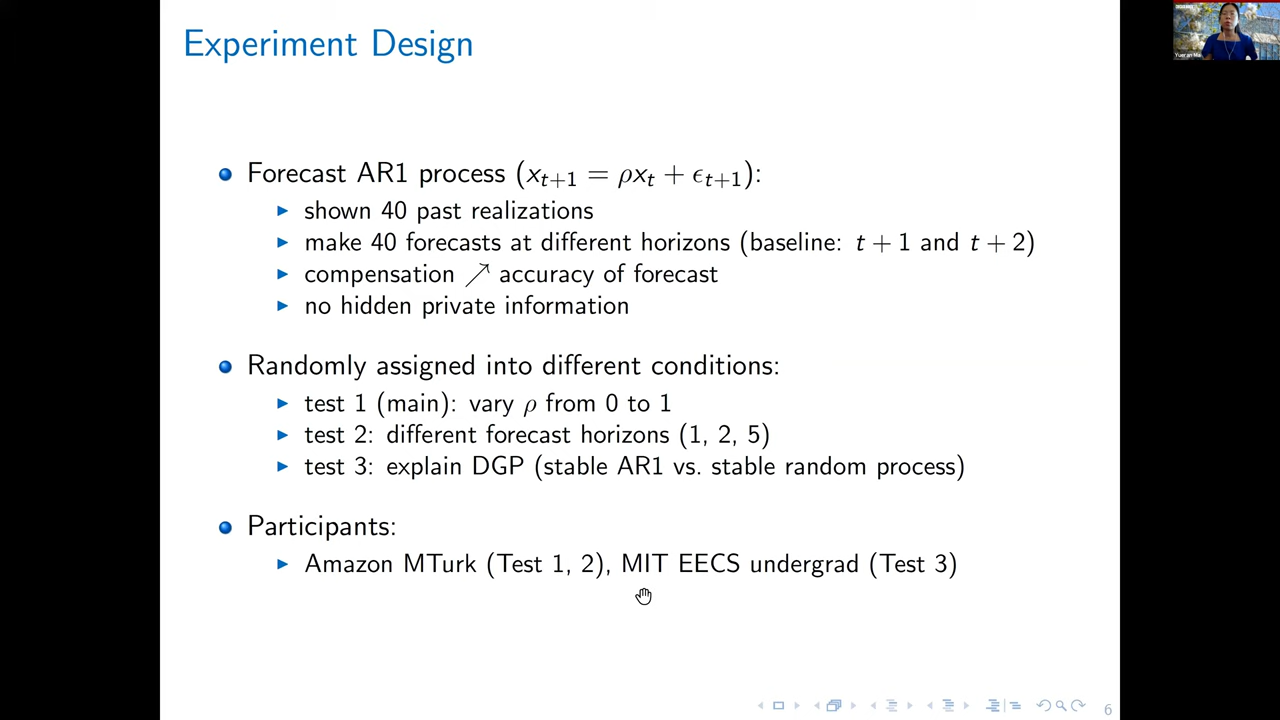 Experiment Design
Yueran Ma
Forecast AR1 process (x_{t+1} = ρx_t + ϵ_{t+1}):
shown 40 past realizations
make 40 forecasts at different horizons (baseline: t + 1 and t + 2)
compensation ↗ accuracy of forecast
no hidden private information
Randomly assigned into different conditions:
test 1 (main): vary ρ from 0 to 1
test 2: different forecast horizons (1, 2, 5)
test 3: explain DGP (stable AR1 vs. stable random process)
Participants:
Amazon MTurk (Test 1, 2), MIT EECS undergrad (Test 3)
6